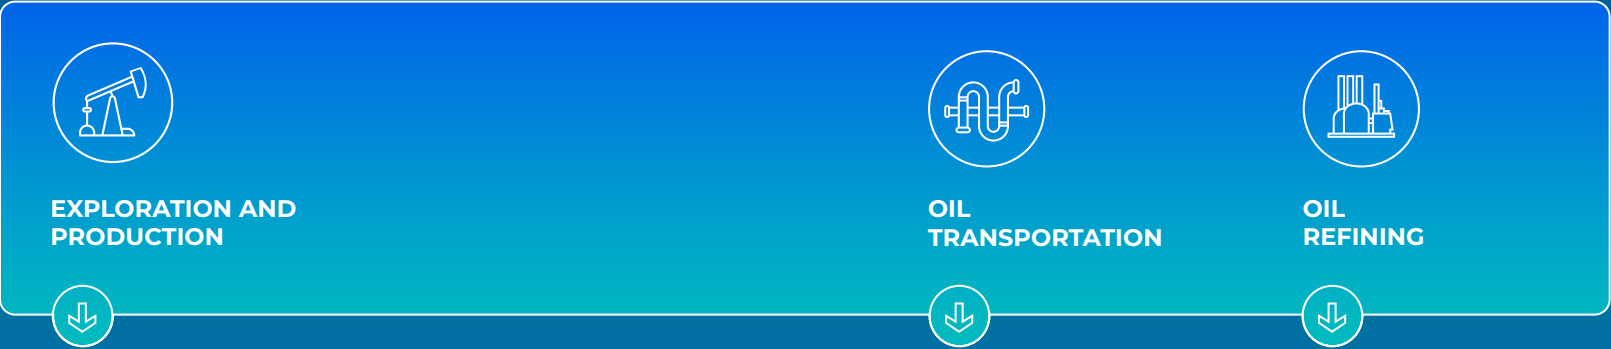 EXPLORATION AND
PRODUCTION
OIL
TRANSPORTATION
OIL
REFINING